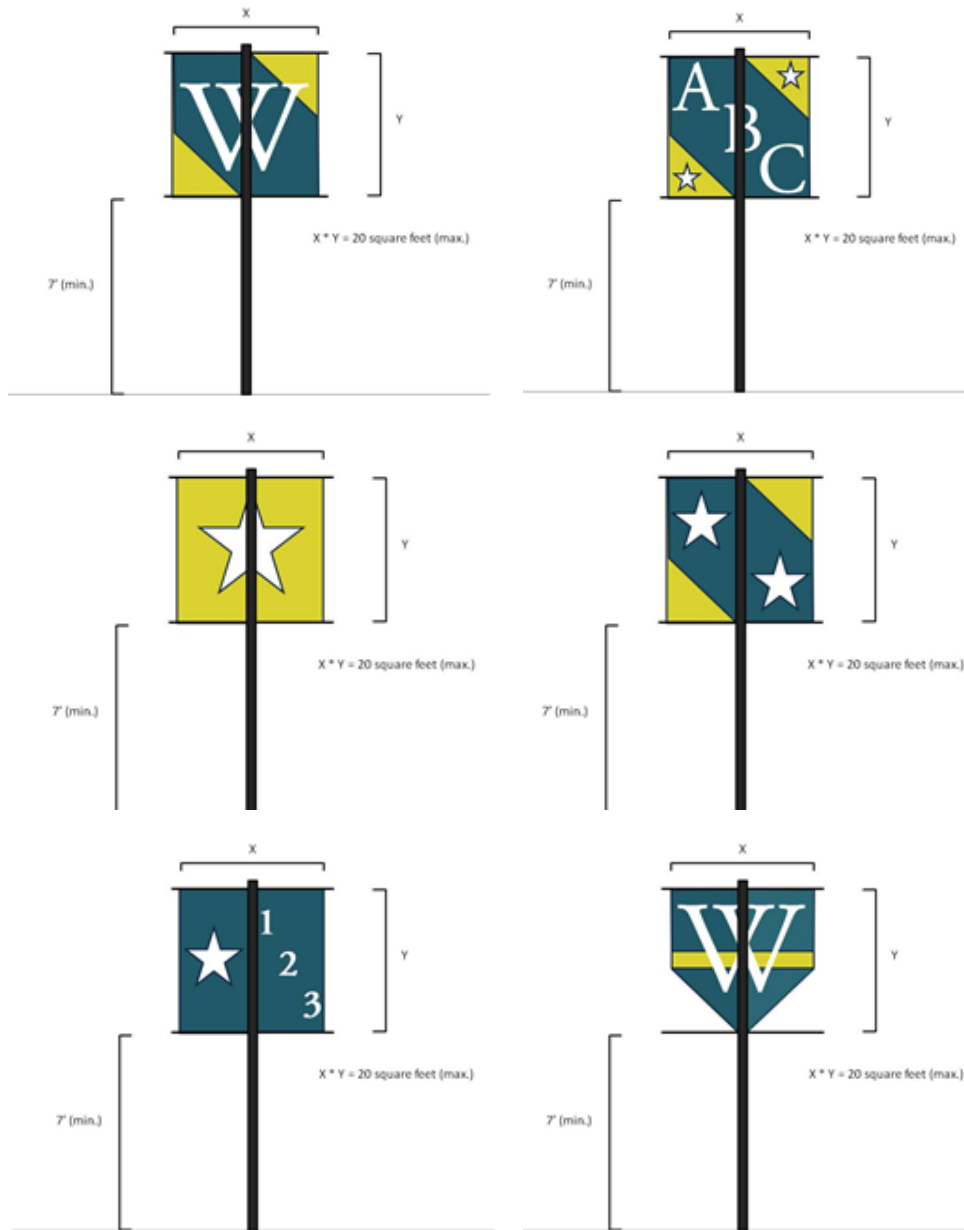 X
W
Y
X * Y = 20 square feet (max.)
7' (min.)
X
A
B
C
Y
X * Y = 20 square feet (max.)
7' (min.)
X
Y
X * Y = 20 square feet (max.)
7' (min.)
X
Y
X * Y = 20 square feet (max.)
7' (min.)
X
1
2
3
Y
X * Y = 20 square feet (max.)
7' (min.)
X
W
Y
X * Y = 20 square feet (max.)
7' (min.)